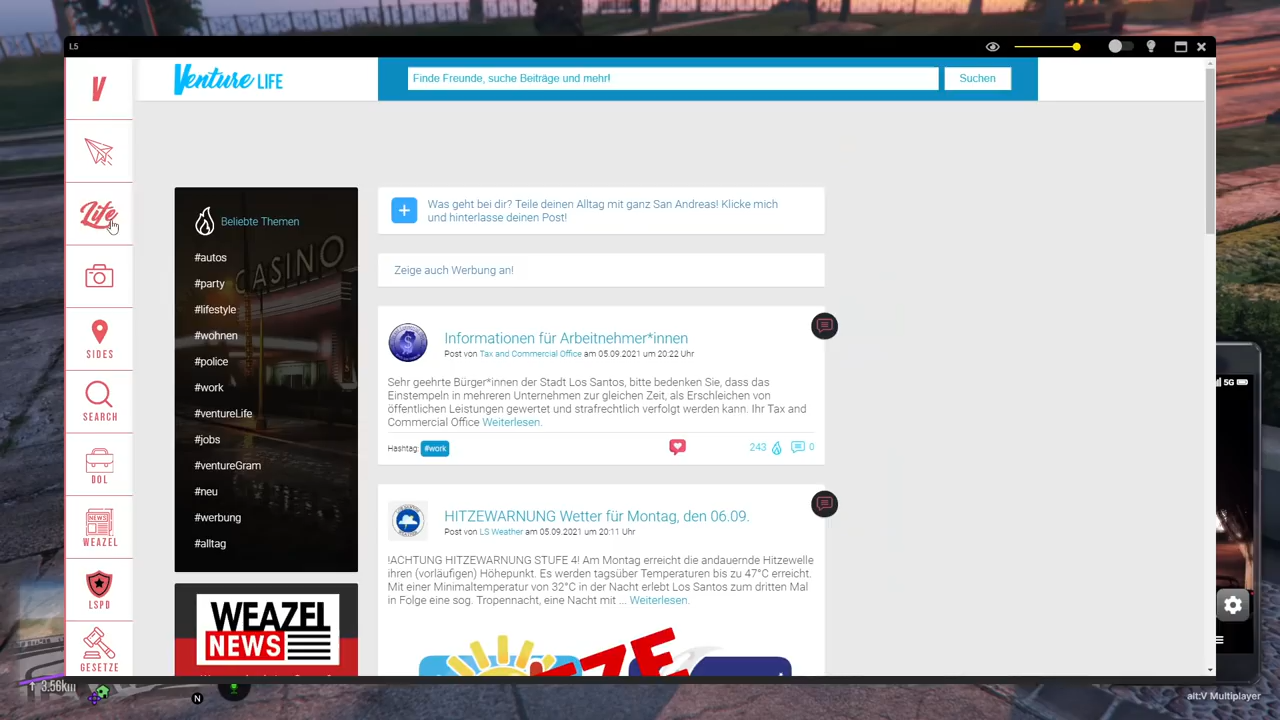 L5
V
Life
SIDES
SEARCH
DOL
NEWS
WEAZEL
LSPD
GESETZE
Venture LIFE
Finde Freunde, suche Beiträge und mehr!
Suchen
Beliebte Themen
#autos
#party
#lifestyle
#wohnen
#police
#work
#ventureLife
#jobs
#ventureGram
#neu
#werbung
#alltag
CASINO
WEAZEL
NEWS
Was geht bei dir? Teile deinen Alltag mit ganz San Andreas! Klicke mich
und hinterlasse deinen Post!
Zeige auch Werbung an!
Informationen für Arbeitnehmer*innen
Post von Tax and Commercial Office am 05.09.2021 um 20:22 Uhr
Sehr geehrte Bürger*innen der Stadt Los Santos, bitte bedenken Sie, dass das
Einstempeln in mehreren Unternehmen zur gleichen Zeit, als Erschleichen von
öffentlichen Leistungen gewertet und strafrechtlich verfolgt werden kann. Ihr Tax and
Commercial Office Weiterlesen.
Hashtag: #work
243
0
HITZEWARNUNG Wetter für Montag, den 06.09.
Post von LS Weather am 05.09.2021 um 20:11 Uhr
!ACHTUNG HITZEWARNUNG STUFE 4! Am Montag erreicht die andauernde Hitzewelle
ihren (vorläufigen) Höhepunkt. Es werden tagsüber Temperaturen bis zu 47°C erreicht.
Mit einer Minimaltemperatur von 32°C in der Nacht erlebt Los Santos zum dritten Mal
in Folge eine sog. Tropennacht, eine Nacht mit ... Weiterlesen.
5G
3.56km
N
alt:V Multiplayer